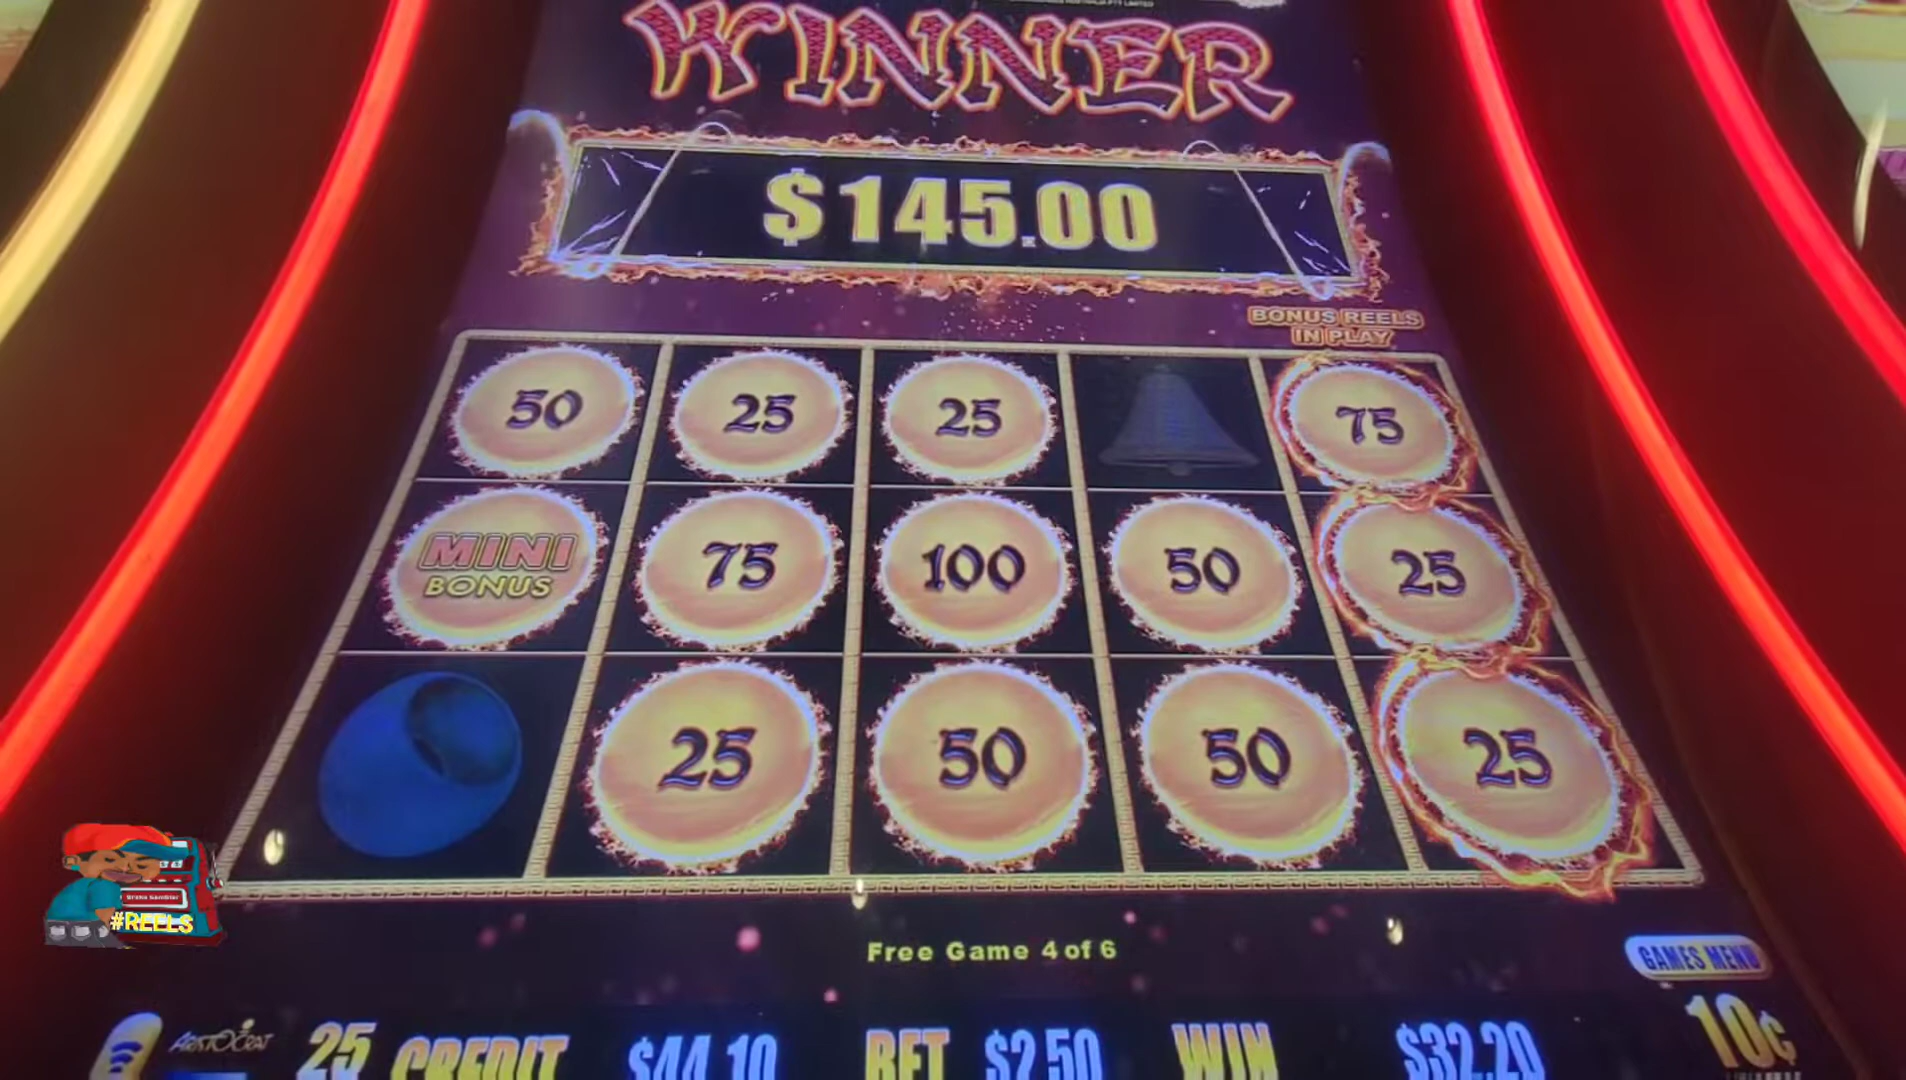 WINNER
$145.00
BONUS REELS
IN PLAY
50 25 25 75
MINI
BONUS
75 100 50 25
25 50 50 25
#REELS
Free Game 4 of 6
GAMES MENU
ARISTOCRAT
25 CREDIT $44.10 BET $2.50 WIN $32.20 10¢